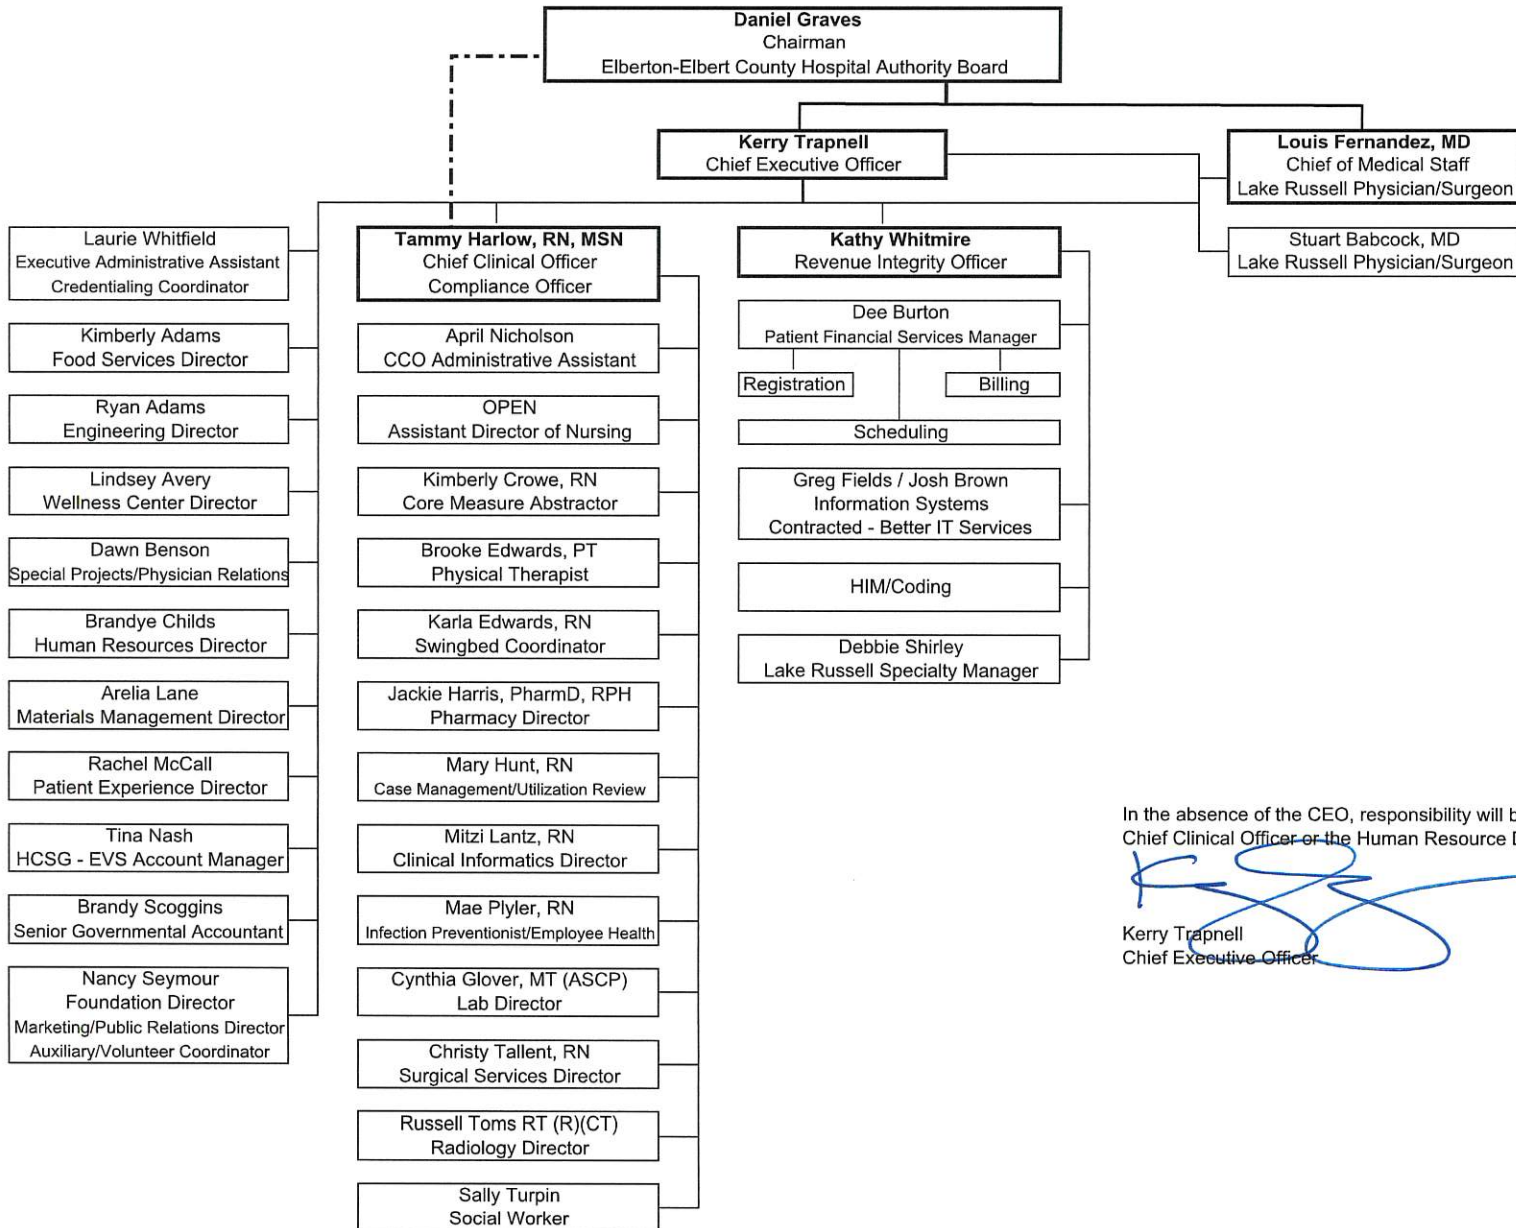 Daniel Graves
Chairman
Elberton-Elbert County Hospital Authority Board
Kerry Trapnell
Chief Executive Officer
Louis Fernandez, MD
Chief of Medical Staff
Lake Russell Physician/Surgeon
Stuart Babcock, MD
Lake Russell Physician/Surgeon
Laurie Whitfield
Executive Administrative Assistant
Credentialing Coordinator
Kimberly Adams
Food Services Director
Ryan Adams
Engineering Director
Lindsey Avery
Wellness Center Director
Dawn Benson
Special Projects/Physician Relations
Brandye Childs
Human Resources Director
Arelia Lane
Materials Management Director
Rachel McCall
Patient Experience Director
Tina Nash
HCSG - EVS Account Manager
Brandy Scoggins
Senior Governmental Accountant
Nancy Seymour
Foundation Director
Marketing/Public Relations Director
Auxiliary/Volunteer Coordinator
Tammy Harlow, RN, MSN
Chief Clinical Officer
Compliance Officer
April Nicholson
CCO Administrative Assistant
OPEN
Assistant Director of Nursing
Kimberly Crowe, RN
Core Measure Abstractor
Brooke Edwards, PT
Physical Therapist
Karla Edwards, RN
Swingbed Coordinator
Jackie Harris, PharmD, RPH
Pharmacy Director
Mary Hunt, RN
Case Management/Utilization Review
Mitzi Lantz, RN
Clinical Informatics Director
Mae Plyler, RN
Infection Preventionist/Employee Health
Cynthia Glover, MT (ASCP)
Lab Director
Christy Tallent, RN
Surgical Services Director
Russell Toms RT (R)(CT)
Radiology Director
Sally Turpin
Social Worker
Kathy Whitmire
Revenue Integrity Officer
Dee Burton
Patient Financial Services Manager
Registration
Billing
Scheduling
Greg Fields / Josh Brown
Information Systems
Contracted - Better IT Services
HIM/Coding
Debbie Shirley
Lake Russell Specialty Manager
In the absence of the CEO, responsibility will
Chief Clinical Officer or the Human Resource
Kerry Trapnell
Chief Executive Officer